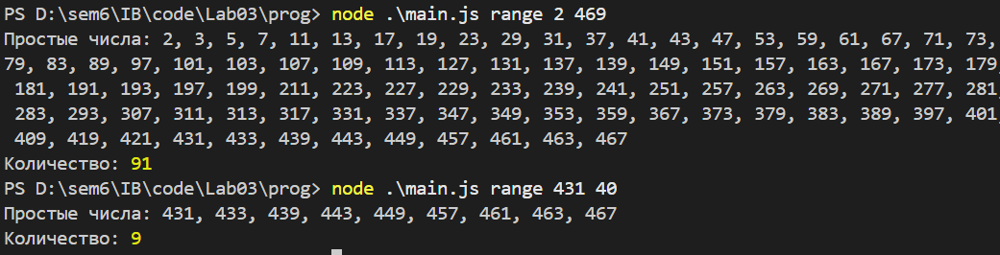 PS D:\sem6\IB\code\Lab03\prog> node .\main.js range 2 469
Простые числа: 2, 3, 5, 7, 11, 13, 17, 19, 23, 29, 31, 37, 41, 43, 47, 53, 59, 61, 67, 71, 73,
79, 83, 89, 97, 101, 103, 107, 109, 113, 127, 131, 137, 139, 149, 151, 157, 163, 167, 173, 179
181, 191, 193, 197, 199, 211, 223, 227, 229, 233, 239, 241, 251, 257, 263, 269, 271, 277, 281
283, 293, 307, 311, 313, 317, 331, 337, 347, 349, 353, 359, 367, 373, 379, 383, 389, 397, 401,
409, 419, 421, 431, 433, 439, 443, 449, 457, 461, 463, 467
Количество: 91
PS D:\sem6\IB\code\Lab03\prog> node .\main.js range 431 40
Простые числа: 431, 433, 439, 443, 449, 457, 461, 463, 467
Количество: 9